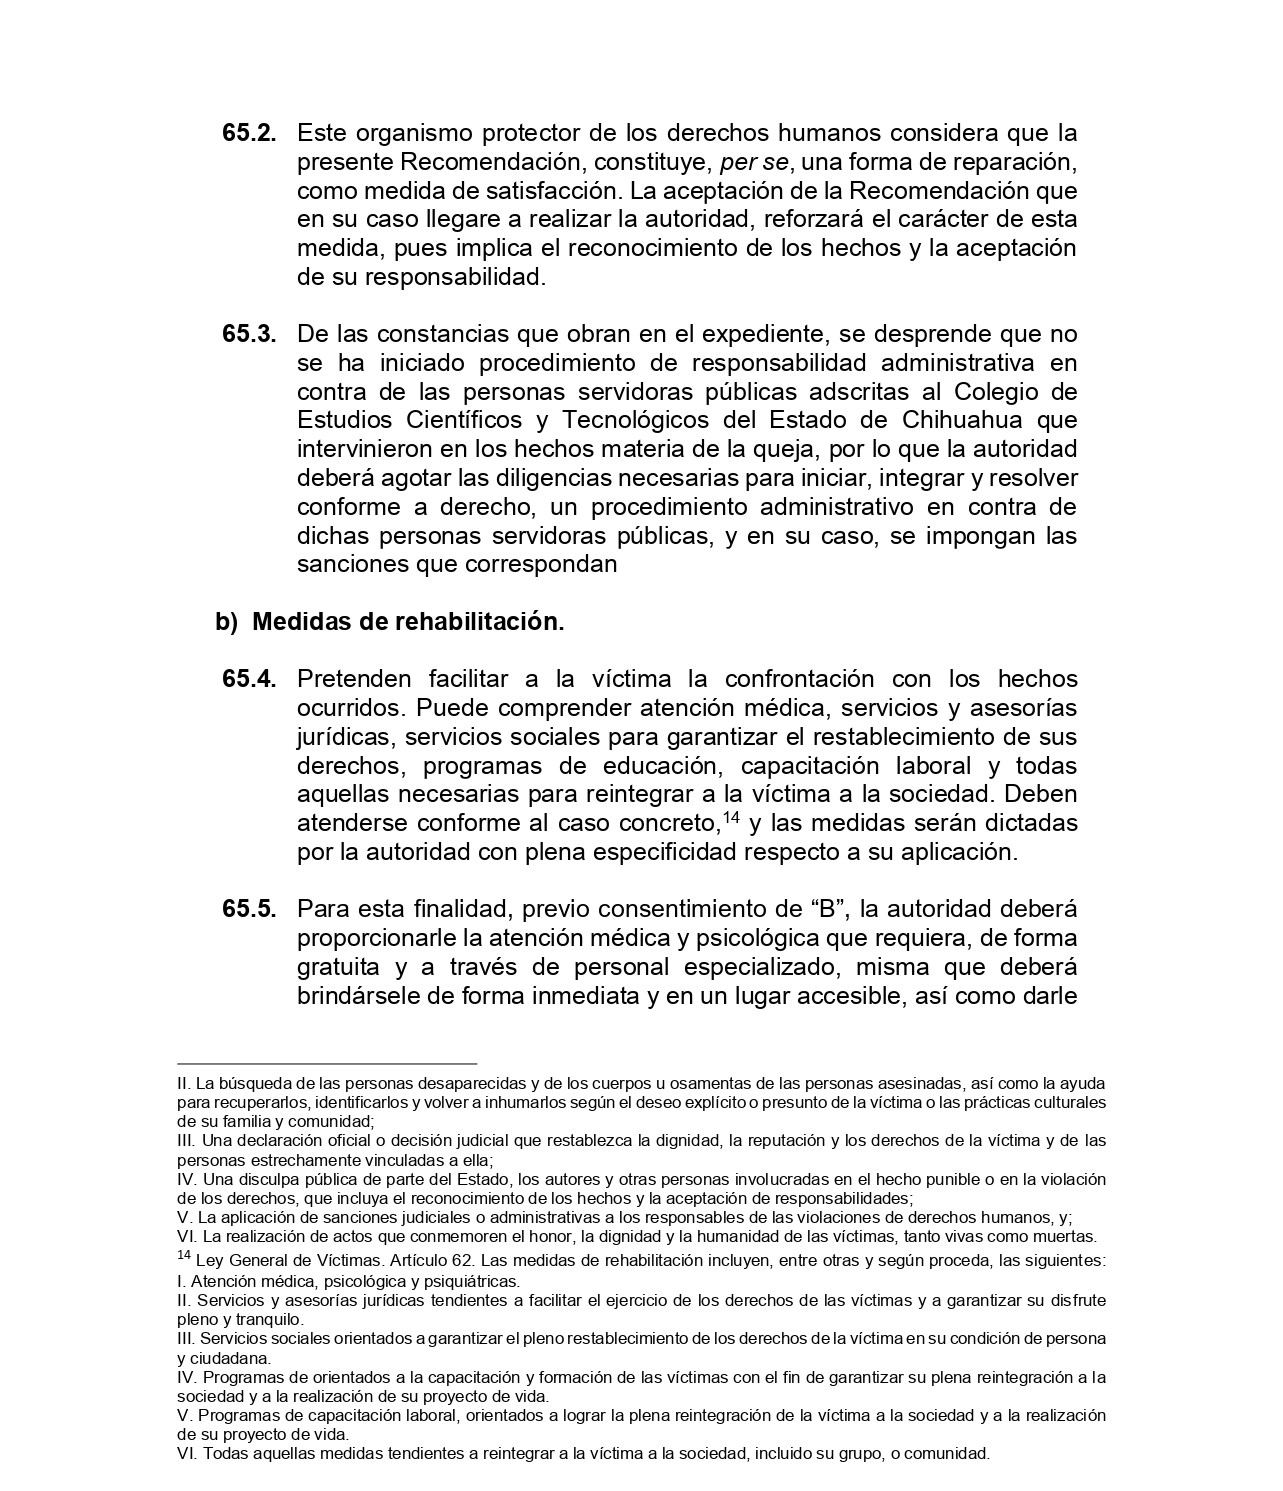 65.2. Este organismo protector de los derechos humanos considera que la
presente Recomendación, constituye, per se, una forma de reparación,
como medida de satisfacción. La aceptación de la Recomendación que
en su caso llegare a realizar la autoridad, reforzará el carácter de esta
medida, pues implica el reconocimiento de los hechos y la aceptación
de su responsabilidad.
65.3. De las constancias que obran en el expediente, se desprende que no
se ha iniciado procedimiento de responsabilidad administrativa en
contra de las personas servidoras públicas adscritas al Colegio de
Estudios Científicos y Tecnológicos del Estado de Chihuahua que
intervinieron en los hechos materia de la queja, por lo que la autoridad
deberá agotar las diligencias necesarias para iniciar, integrar y resolver
conforme a derecho, un procedimiento administrativo en contra de
dichas personas servidoras públicas, y en su caso, se impongan las
sanciones que correspondan
b) Medidas de rehabilitación.
65.4. Pretenden facilitar a la víctima la confrontación con los hechos
ocurridos. Puede comprender atención médica, servicios y asesorías
jurídicas, servicios sociales para garantizar el restablecimiento de sus
derechos, programas de educación, capacitación laboral y todas
aquellas necesarias para reintegrar a la víctima a la sociedad. Deben
atenderse conforme al caso concreto,14 y las medidas serán dictadas
por la autoridad con plena especificidad respecto a su aplicación.
65.5. Para esta finalidad, previo consentimiento de “B”, la autoridad deberá
proporcionarle la atención médica y psicológica que requiera, de forma
gratuita y a través de personal especializado, misma que deberá
brindársele de forma inmediata y en un lugar accesible, así como darle
II. La búsqueda de las personas desaparecidas y de los cuerpos u osamentas de las personas asesinadas, así como la ayuda
para recuperarlos, identificarlos y volver a inhumarlos según el deseo explícito o presunto de la víctima o las prácticas culturales
de su familia y comunidad;
III. Una declaración oficial o decisión judicial que restablezca la dignidad, la reputación y los derechos de la víctima y de las
personas estrechamente vinculadas a ella;
IV. Una disculpa pública de parte del Estado, los autores y otras personas involucradas en el hecho punible o en la violación
de los derechos, que incluya el reconocimiento de los hechos y la aceptación de responsabilidades;
V. La aplicación de sanciones judiciales o administrativas a los responsables de las violaciones de derechos humanos, y;
VI. La realización de actos que conmemoren el honor, la dignidad y la humanidad de las víctimas, tanto vivas como muertas.
14 Ley General de Víctimas. Artículo 62. Las medidas de rehabilitación incluyen, entre otras y según proceda, las siguientes:
I. Atención médica, psicológica y psiquiátricas.
II. Servicios y asesorías jurídicas tendientes a facilitar el ejercicio de los derechos de las víctimas y a garantizar su disfrute
pleno y tranquilo.
III. Servicios sociales orientados a garantizar el pleno restablecimiento de los derechos de la víctima en su condición de persona
y ciudadana.
IV. Programas de orientados a la capacitación y formación de las víctimas con el fin de garantizar su plena reintegración a la
sociedad y a la realización de su proyecto de vida.
V. Programas de capacitación laboral, orientados a lograr la plena reintegración de la víctima a la sociedad y a la realización
de su proyecto de vida.
VI. Todas aquellas medidas tendientes a reintegrar a la víctima a la sociedad, incluido su grupo, o comunidad.